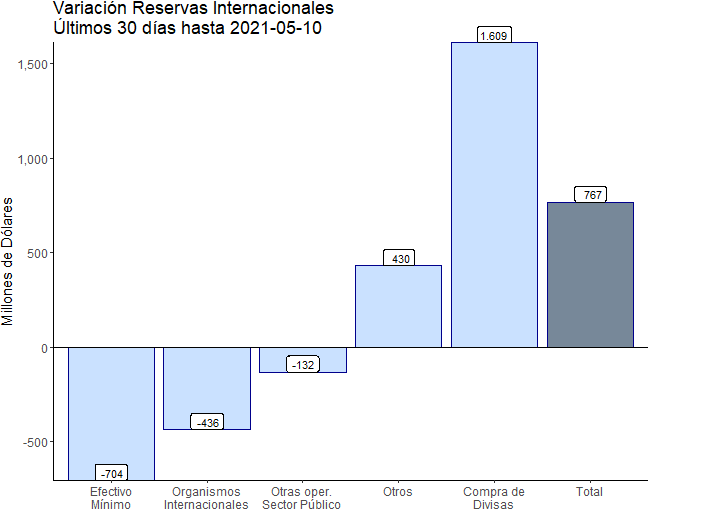 Variación Reservas Internacionales
Últimos 30 días hasta 2021-05-10
Millones de Dólares
1,500
1,000
500
0
-500
-704
-436
-132
430
1.609
767
Efectivo
Mínimo
Organismos
Internacionales
Otras oper.
Sector Público
Otros
Compra de
Divisas
Total